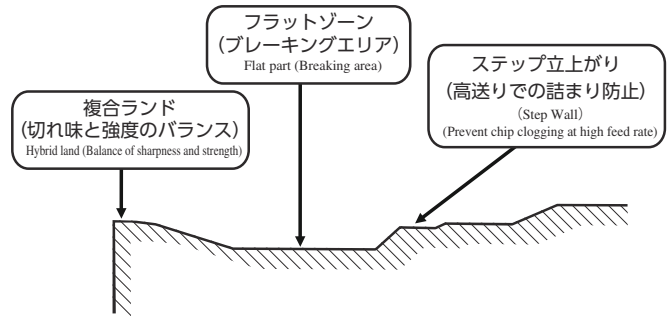 複合ランド
(切れ味と強度のバランス)
Hybrid land (Balance of sharpness and strength)
フラットゾーン
(ブレーキングエリア)
Flat part (Breaking area)
ステップ立上がり
(高送りでの詰まり防止)
(Step Wall)
(Prevent chip clogging at high feed rate)